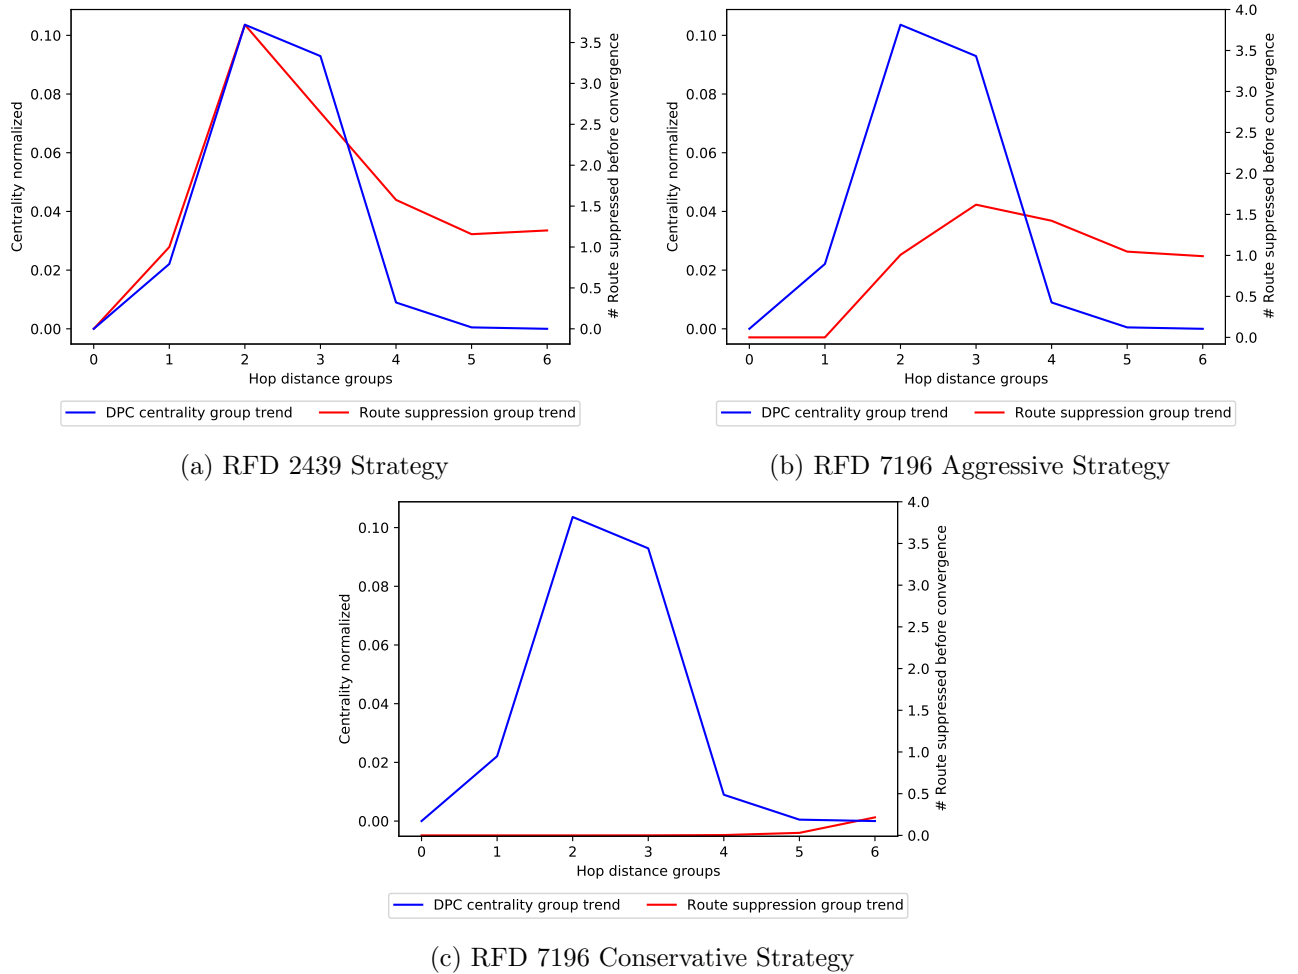 Centrality normalized
0.10
0.08
0.06
0.04
0.02
0.00
0 1 2 3 4 5 6
Hop distance groups
3.5
3.0
2.5
2.0
1.5
1.0
0.5
0.0
# Route suppressed before convergence
DPC centrality group trend Route suppression group trend
(a) RFD 2439 Strategy
Centrality normalized
0.10
0.08
0.06
0.04
0.02
0.00
0 1 2 3 4 5 6
Hop distance groups
4.0
3.5
3.0
2.5
2.0
1.5
1.0
0.5
0.0
# Route suppressed before convergence
DPC centrality group trend Route suppression group trend
(b) RFD 7196 Aggressive Strategy
Centrality normalized
0.10
0.08
0.06
0.04
0.02
0.00
0 1 2 3 4 5 6
Hop distance groups
4.0
3.5
3.0
2.5
2.0
1.5
1.0
0.5
0.0
# Route suppressed before convergence
DPC centrality group trend Route suppression group trend
(c) RFD 7196 Conservative Strategy